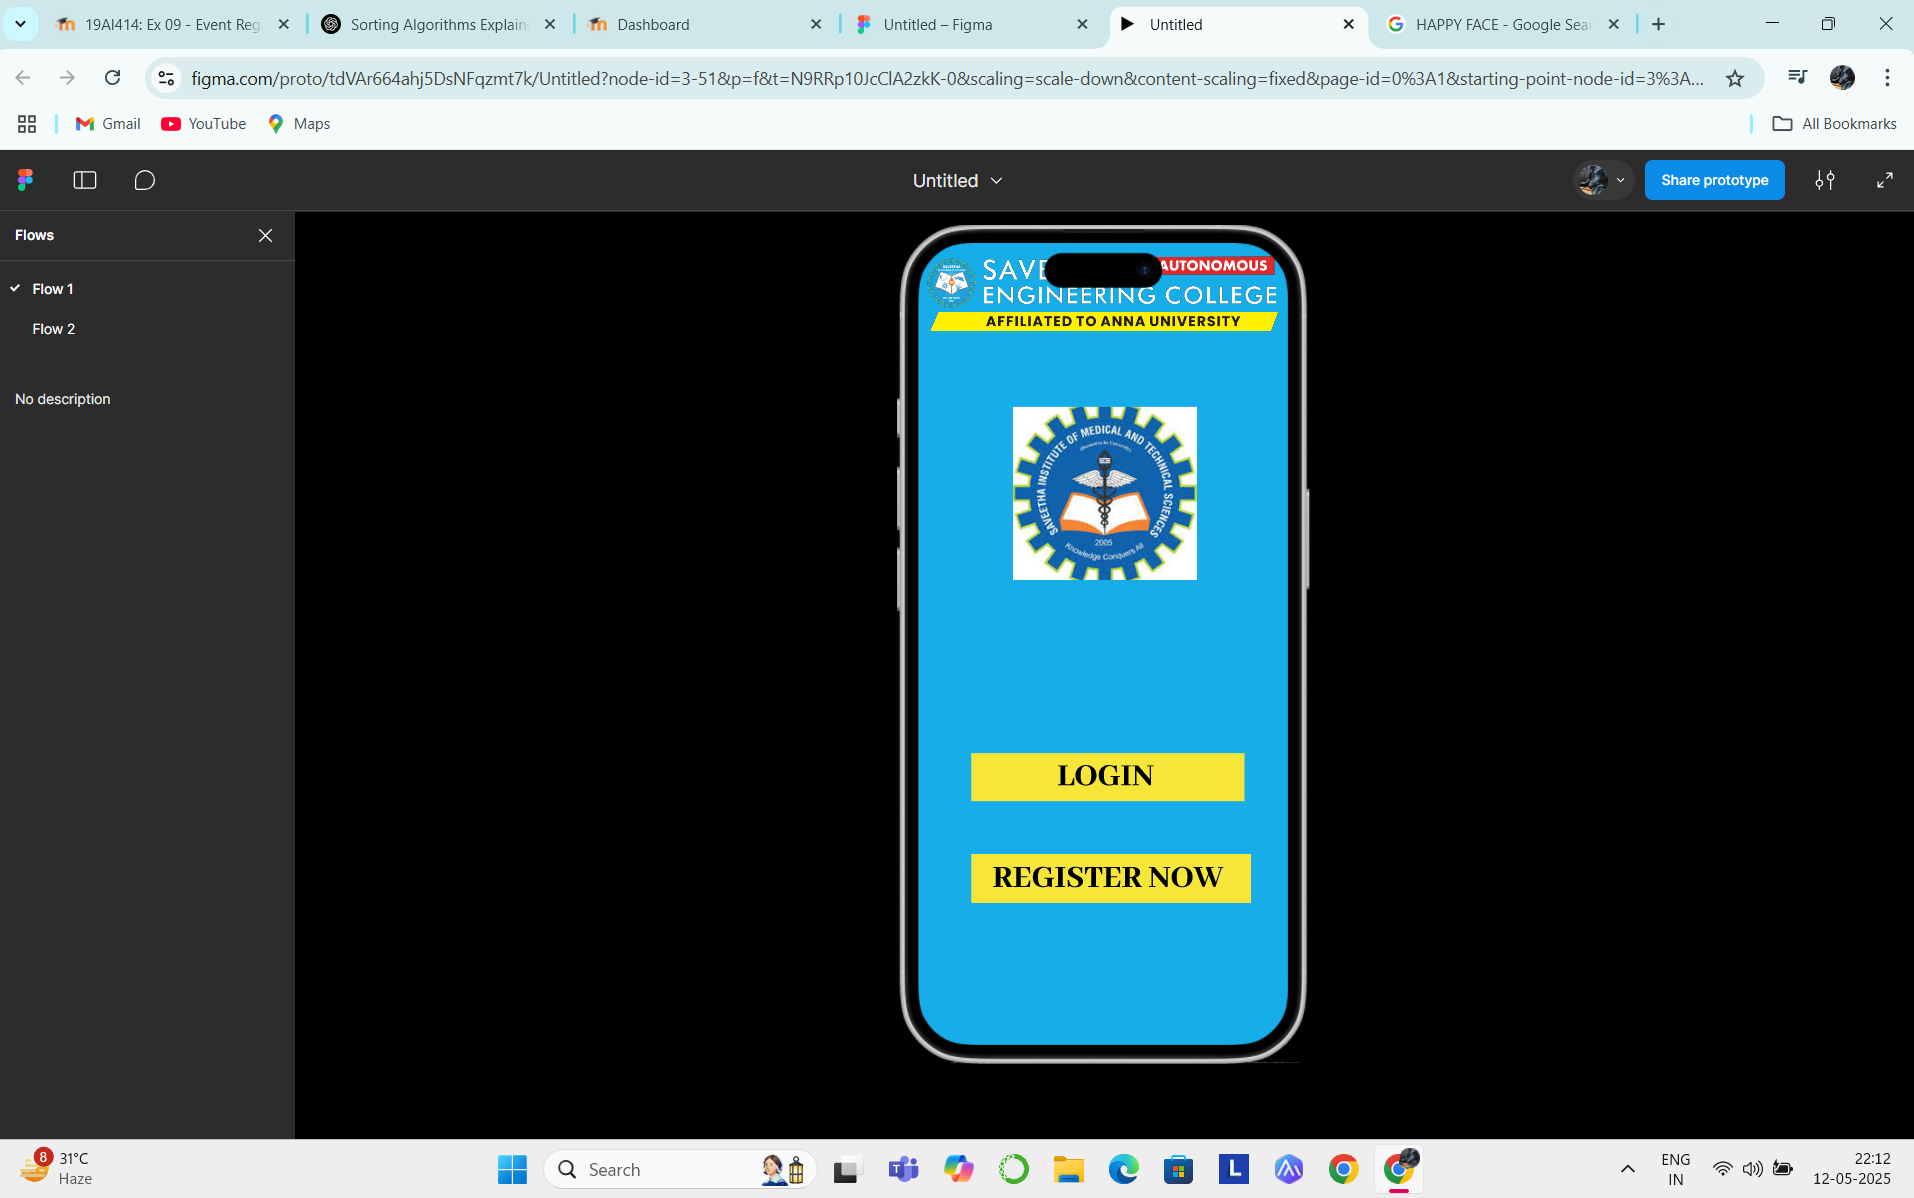 19AI414: Ex 09 - Event Reg
Sorting Algorithms Explain
Dashboard
Untitled – Figma
Untitled
HAPPY FACE - Google Sea
figma.com/proto/tdVAr664ahj5DsNFqzmt7k/Untitled?node-id=3-51&p=f&t=N9RRp10JcClA2zkK-0&scaling=scale-down&content-scaling=fixed&page-id=0%3A1&starting-point-node-id=3%3A...
Gmail
YouTube
Maps
All Bookmarks
Untitled
Share prototype
Flows
Flow 1
Flow 2
No description
SAVE
AUTONOMOUS
ENGINEERING COLLEGE
AFFILIATED TO ANNA UNIVERSITY
SAVEETHA INSTITUTE OF MEDICAL AND TECHNICAL SCIENCES
2005
Knowledge Conquers All
LOGIN
REGISTER NOW
8
31°C
Haze
Search
T
L
ENG
IN
22:12
12-05-2025